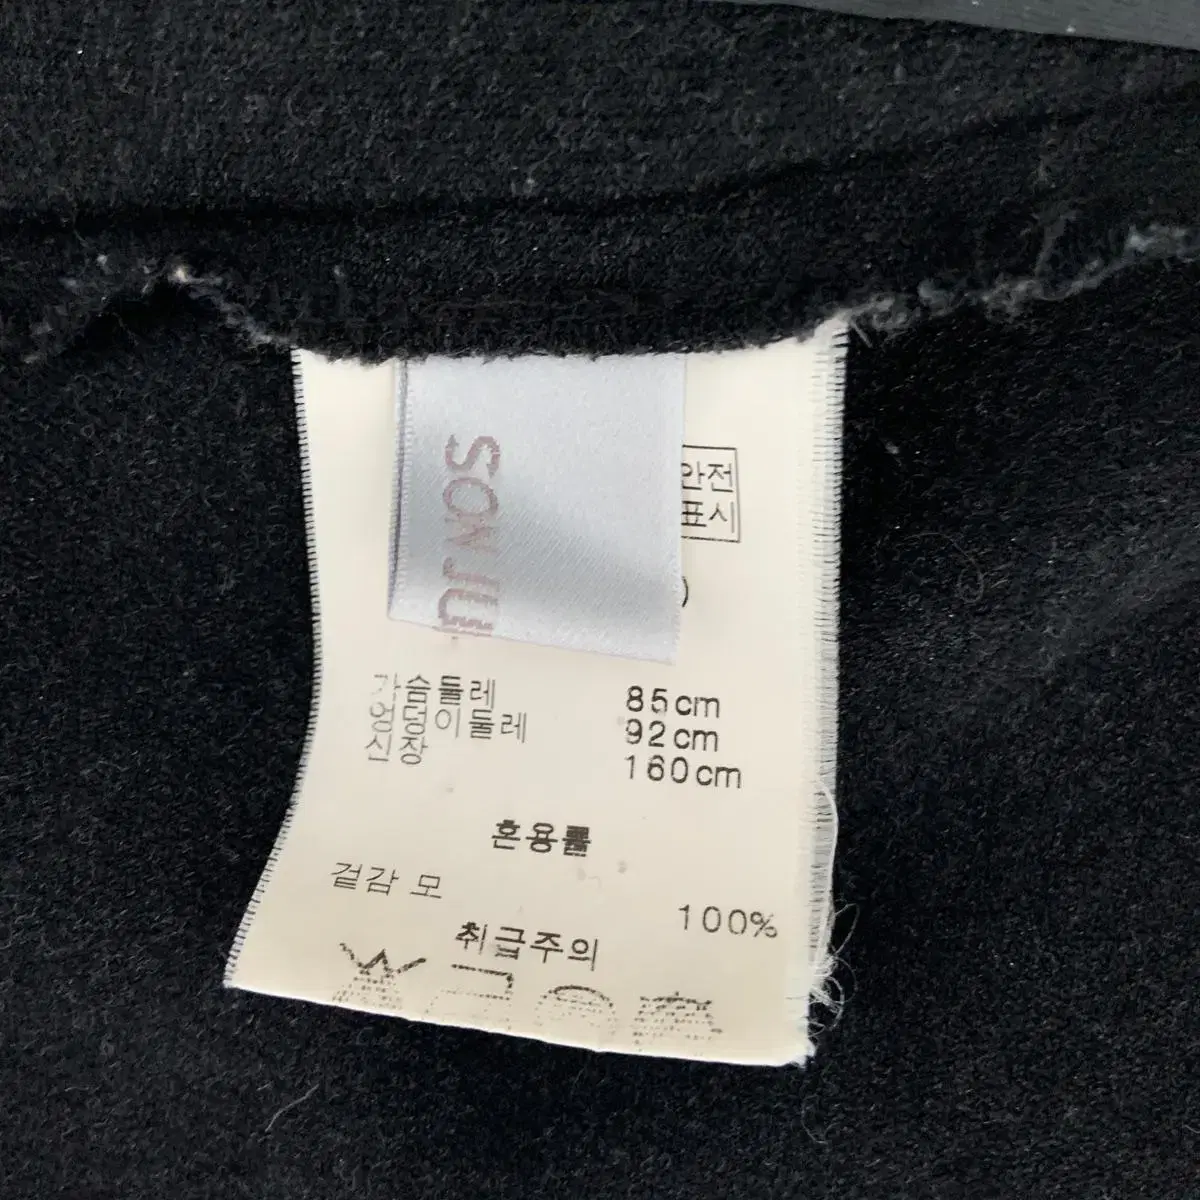 안전
표시
SON JU
)
가슴둘레 85cm
엉덩이둘레 92cm
신장 160cm
혼용률
겉감 모 100%
취급주의